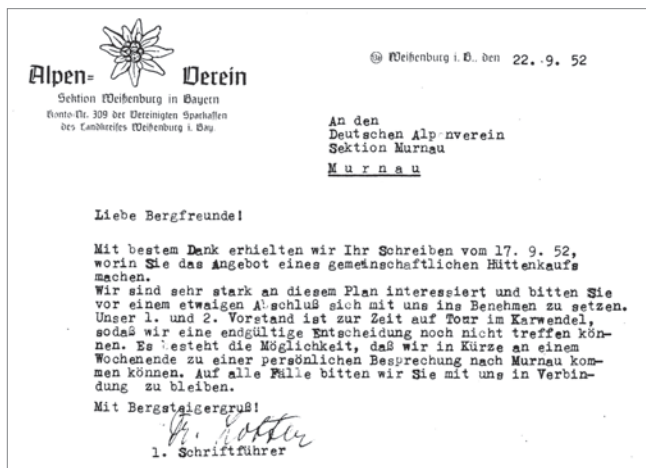 Alpen= Verein
Sektion Weißenburg in Bayern
Konto-Nr. 309 der Vereinigten Sparkassen
des Landkreises Weißenburg i. Bay.
Weißenburg i. B., den 22. 9. 52
An den
Deutschen Alpenverein
Sektion Murnau
Murnau
Liebe Bergfreunde!
Mit bestem Dank erhielten wir Ihr Schreiben vom 17. 9. 52,
worin Sie das Angebot eines gemeinschaftlichen Hüttenkaufs
machen.
Wir sind sehr stark an diesem Plan interessiert und bitten Sie
vor einem etwaigen Abschluß sich mit uns ins Benehmen zu setzen.
Unser 1. und 2. Vorstand ist zur Zeit auf Tour im Karwendel,
sodaß wir eine endgültige Entscheidung noch nicht treffen kön-
nen. Es besteht die Möglichkeit, daß wir in Kürze an einem
Wochenende zu einer persönlichen Besprechung nach Murnau kom-
men können. Auf alle Fälle bitten wir Sie mit uns in Verbin-
dung zu bleiben.
Mit Bergsteigergruß!
1. Schriftführer